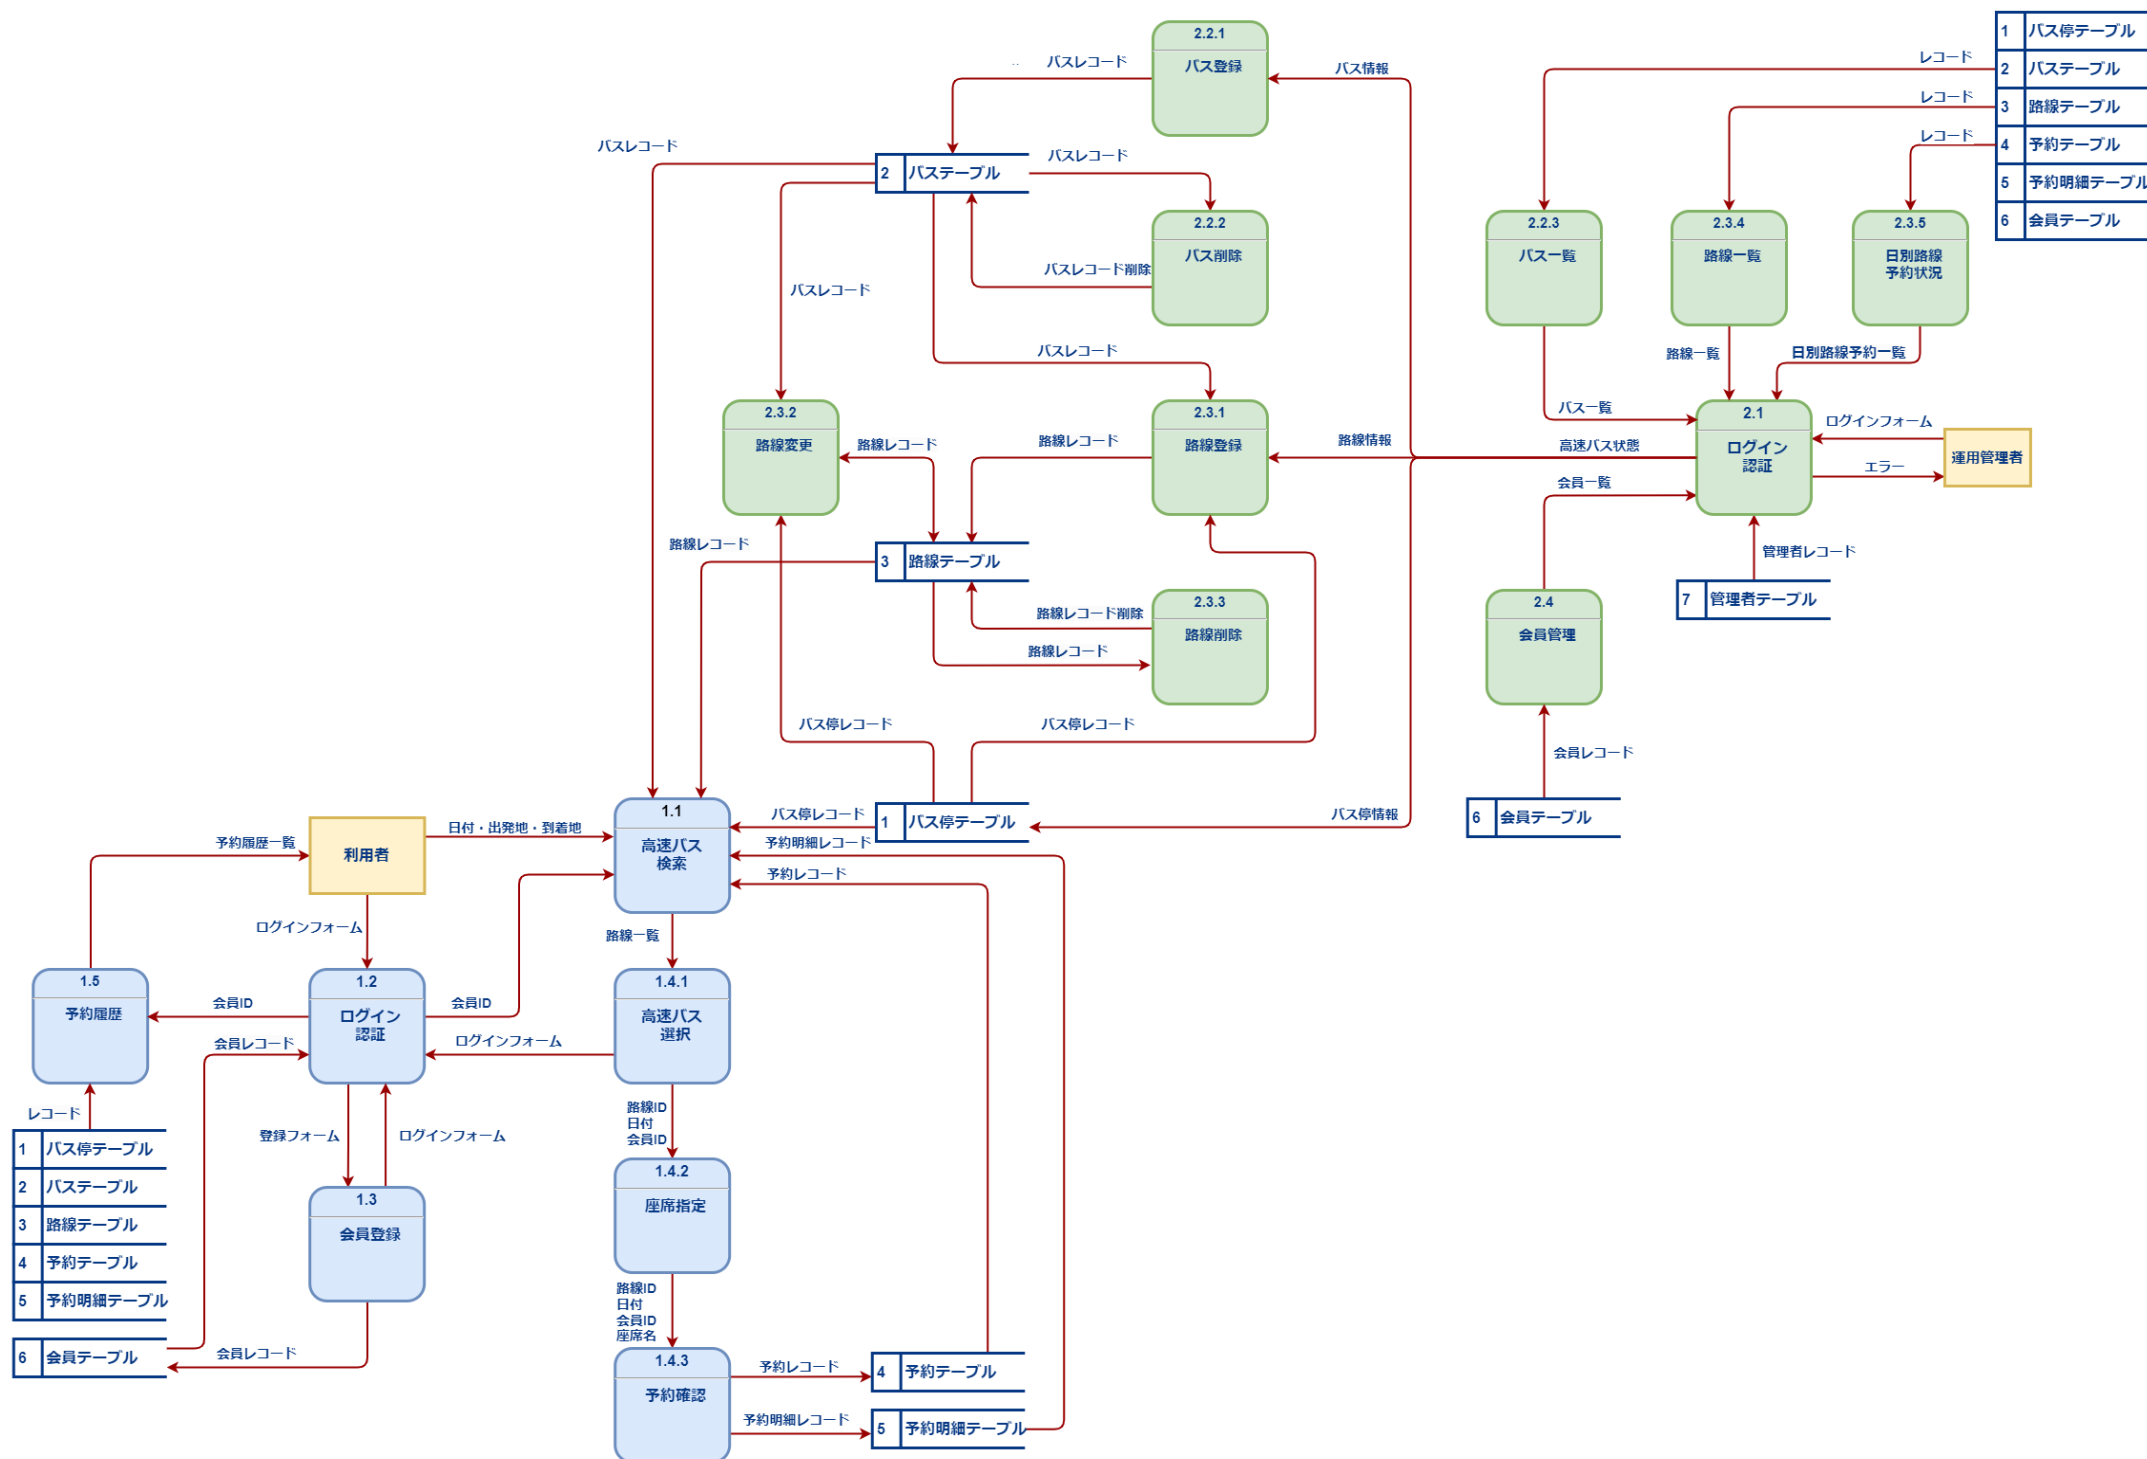 2.2.1
バス登録
バスレコード
バス情報
1 バス停テーブル
レコード
2 バステーブル
レコード
3 路線テーブル
レコード
4 予約テーブル
5 予約明細テーブル
6 会員テーブル
バスレコード
2 バステーブル
バスレコード
2.2.2
バス削除
バスレコード削除
バスレコード
バスレコード
2.2.3
バス一覧
2.3.4
路線一覧
2.3.5
日別路線
予約状況
路線一覧
日別路線予約一覧
バス一覧
2.3.2
路線変更
路線レコード
路線レコード
2.3.1
路線登録
路線情報
高速バス状態
会員一覧
2.1
ログイン
認証
ログインフォーム
エラー
運用管理者
路線レコード
3 路線テーブル
管理者レコード
7 管理者テーブル
2.3.3
路線削除
路線レコード削除
路線レコード
2.4
会員管理
会員レコード
6 会員テーブル
バス停レコード
バス停レコード
バス停レコード
1 バス停テーブル
バス停情報
1.1
高速バス
検索
予約明細レコード
予約レコード
日付・出発地・到着地
利用者
予約履歴一覧
ログインフォーム
路線一覧
1.5
予約履歴
会員ID
1.2
ログイン
認証
会員ID
会員レコード
ログインフォーム
1.4.1
高速バス
選択
レコード
1 バス停テーブル
2 バステーブル
3 路線テーブル
4 予約テーブル
5 予約明細テーブル
6 会員テーブル
登録フォーム
ログインフォーム
1.3
会員登録
会員レコード
路線ID
日付
会員ID
1.4.2
座席指定
路線ID
日付
会員ID
座席名
1.4.3
予約確認
予約レコード
4 予約テーブル
予約明細レコード
5 予約明細テーブル